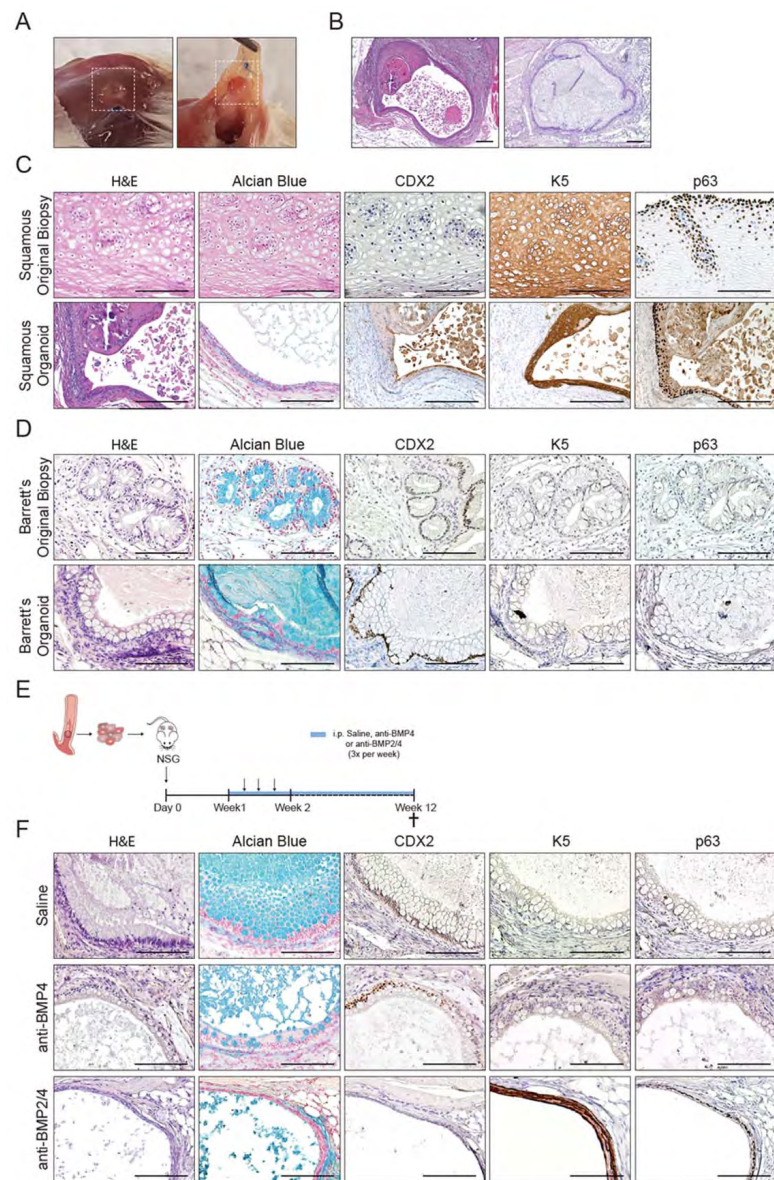 A
B
C
H&E
Alcian Blue
CDX2
K5
p63
Squamous
Original Biopsy
Squamous
Organoid
D
H&E
Alcian Blue
CDX2
K5
p63
Barrett's
Original Biopsy
Barrett's
Organoid
E
NSG
i.p. Saline, anti-BMP4
or anti-BMP2/4
(3x per week)
Day 0
Week1
Week 2
Week 12
F
H&E
Alcian Blue
CDX2
K5
p63
Saline
anti-BMP4
anti-BMP2/4